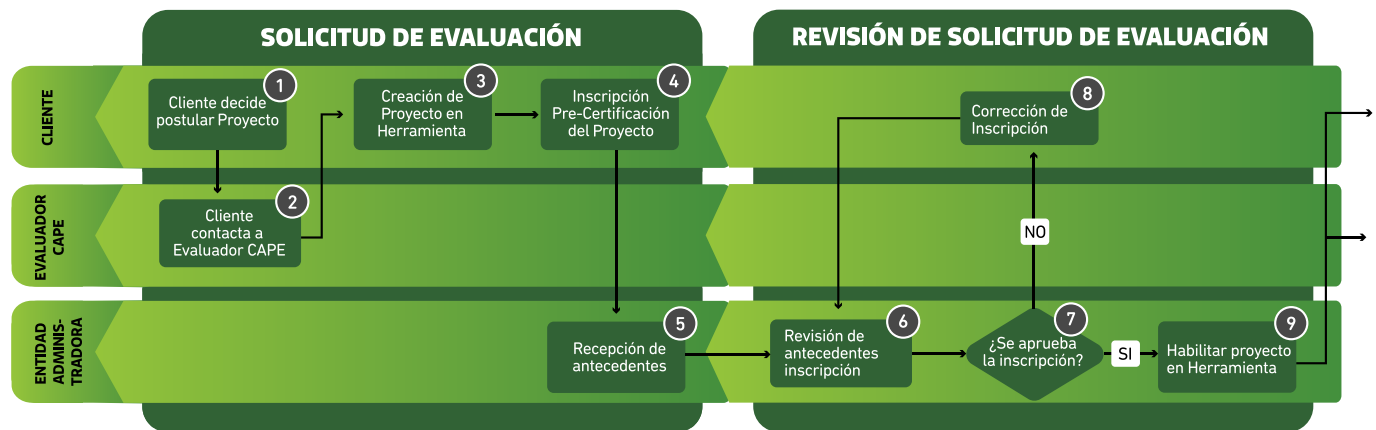 SOLICITUD DE EVALUACIÓN
REVISIÓN DE SOLICITUD DE EVALUACIÓN
CLIENTE
1
Cliente decide
postular Proyecto
3
Creación de
Proyecto en
Herramienta
4
Inscripción
Pre-Certificación
del Proyecto
8
Corrección de
Inscripción
EVALUADOR
CAPE
2
Cliente
contacta a
Evaluador CAPE
NO
ENTIDAD
ADMINIS-
TRADORA
5
Recepción de
antecedentes
6
Revisión de
antecedentes
inscripción
7
¿Se aprueba
la inscripción?
SI
9
Habilitar proyecto
en Herramienta